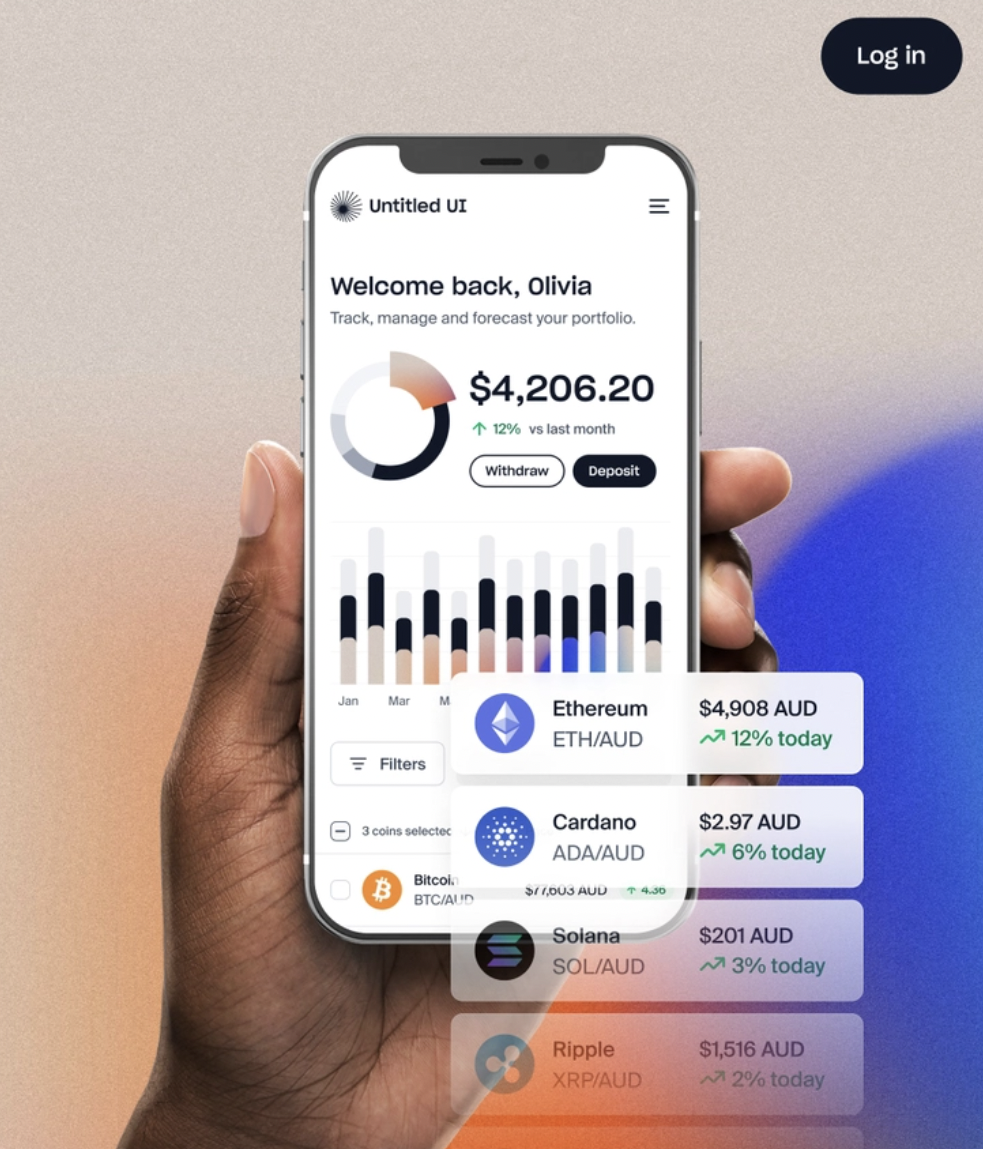 Log in
Untitled UI
Welcome back, Olivia
Track, manage and forecast your portfolio.
$4,206.20
12% vs last month
Withdraw
Deposit
Jan
Mar
M
Filters
3 coins selected
Bitcoin
BTC/AUD
$77,603 AUD
4.36
Ethereum
ETH/AUD
$4,908 AUD
12% today
Cardano
ADA/AUD
$2.97 AUD
6% today
Solana
SOL/AUD
$201 AUD
3% today
Ripple
XRP/AUD
$1,516 AUD
2% today